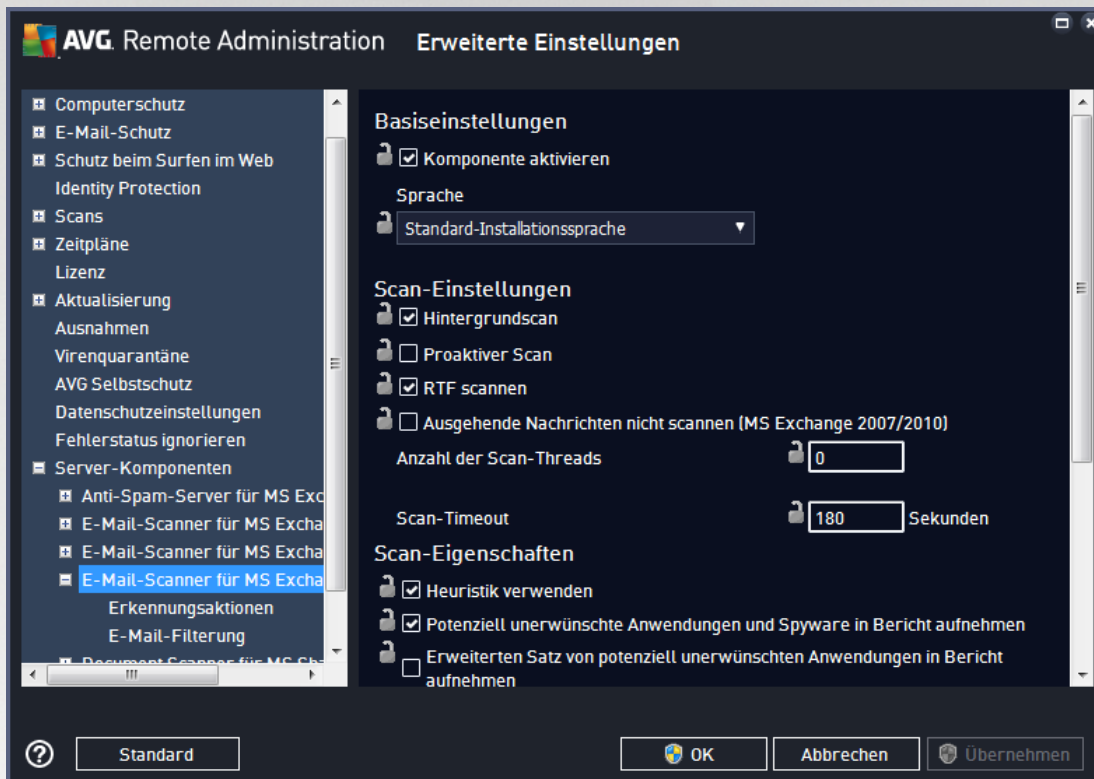 AVG. Remote Administration Erweiterte Einstellungen
Computerschutz
E-Mail-Schutz
Schutz beim Surfen im Web
Identity Protection
Scans
Zeitpläne
Lizenz
Aktualisierung
Ausnahmen
Virenquarantäne
AVG Selbstschutz
Datenschutzeinstellungen
Fehlerstatus ignorieren
Server-Komponenten
Anti-Spam-Server für MS Exc
E-Mail-Scanner für MS Excha
E-Mail-Scanner für MS Excha
E-Mail-Scanner für MS Excha
Erkennungsaktionen
E-Mail-Filterung
Document Scanner für MS Sha
Basiseinstellungen
Komponente aktivieren
Sprache
Standard-Installationssprache
Scan-Einstellungen
Hintergrundscan
Proaktiver Scan
RTF scannen
Ausgehende Nachrichten nicht scannen (MS Exchange 2007/2010)
Anzahl der Scan-Threads 0
Scan-Timeout 180 Sekunden
Scan-Eigenschaften
Heuristik verwenden
Potenziell unerwünschte Anwendungen und Spyware in Bericht aufnehmen
Erweiterten Satz von potenziell unerwünschten Anwendungen in Bericht
aufnehmen
Standard OK Abbrechen Übernehmen